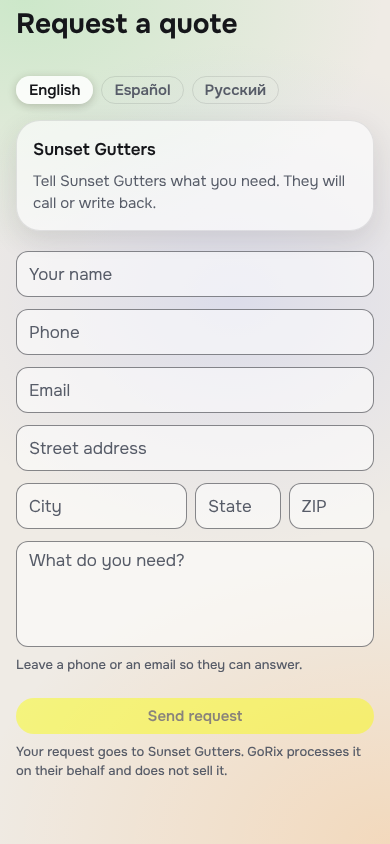 Request a quote
English Español Русский
Sunset Gutters
Tell Sunset Gutters what you need. They will
call or write back.
Your name
Phone
Email
Street address
City State ZIP
What do you need?
Leave a phone or an email so they can answer.
Send request
Your request goes to Sunset Gutters. GoRix processes it
on their behalf and does not sell it.